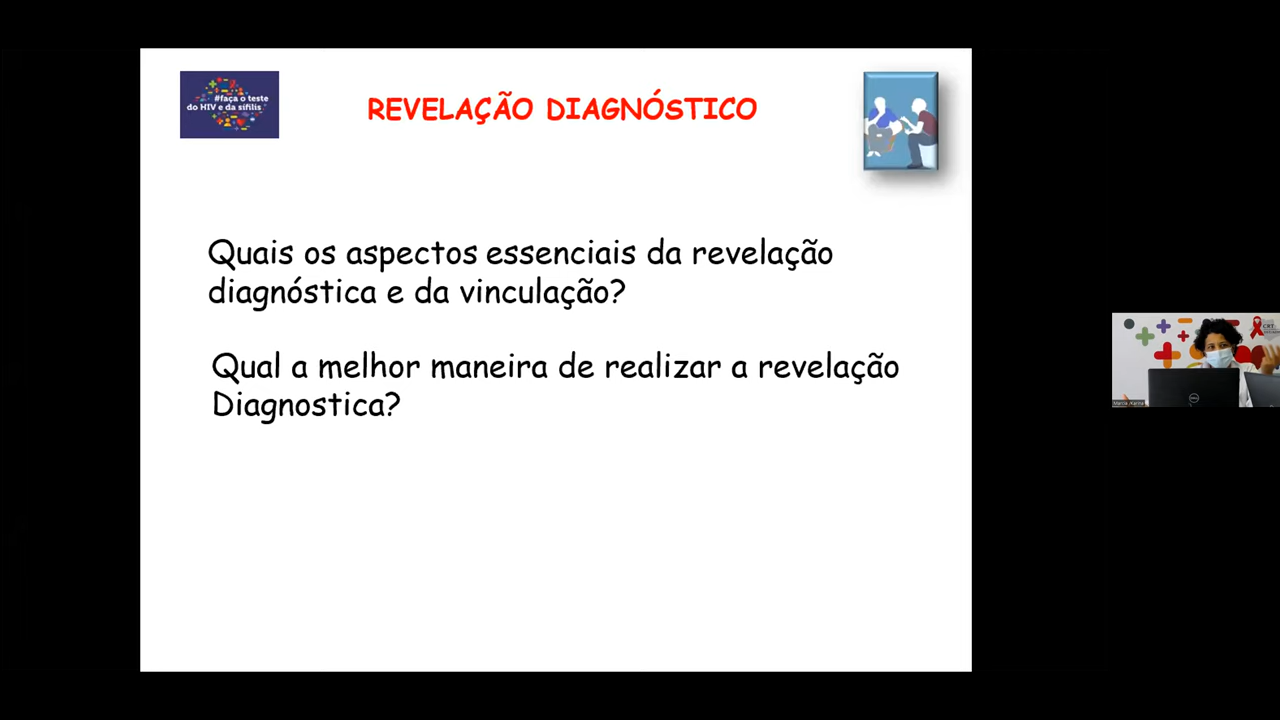 #faça o teste
do HIV e da sífilis
REVELAÇÃO DIAGNÓSTICO
Quais os aspectos essenciais da revelação
diagnóstica e da vinculação?
Qual a melhor maneira de realizar a revelação
Diagnostica?
CRT